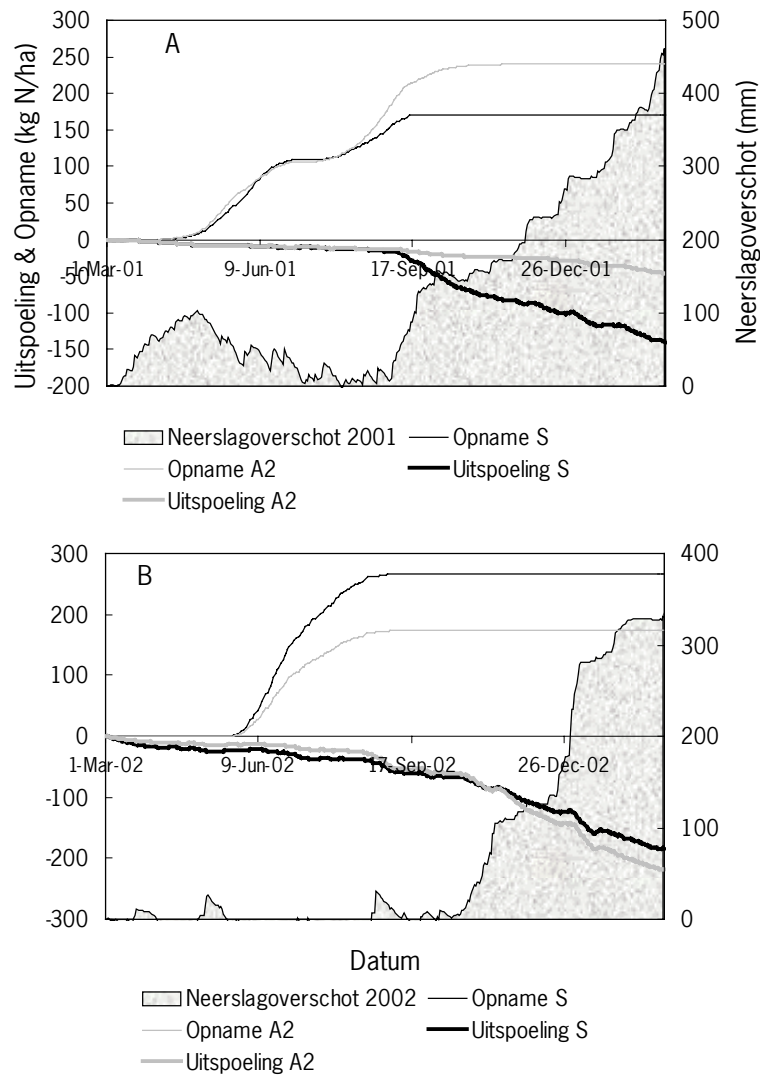 A
Uitspoeling & Opname (kg N/ha)
300
250
200
150
100
50
0
-50
-100
-150
-200
1-Mar-01 9-Jun-01 17-Sep-01 26-Dec-01
500
400
300
200
100
0
Neerslagoverschot (mm)
Neerslagoverschot 2001 Opname S
Opname A2 Uitspoeling S
Uitspoeling A2
B
300
200
100
0
-100
-200
-300
1-Mar-02 9-Jun-02 17-Sep-02 26-Dec-02
400
300
200
100
0
Datum
Neerslagoverschot 2002 Opname S
Opname A2 Uitspoeling S
Uitspoeling A2